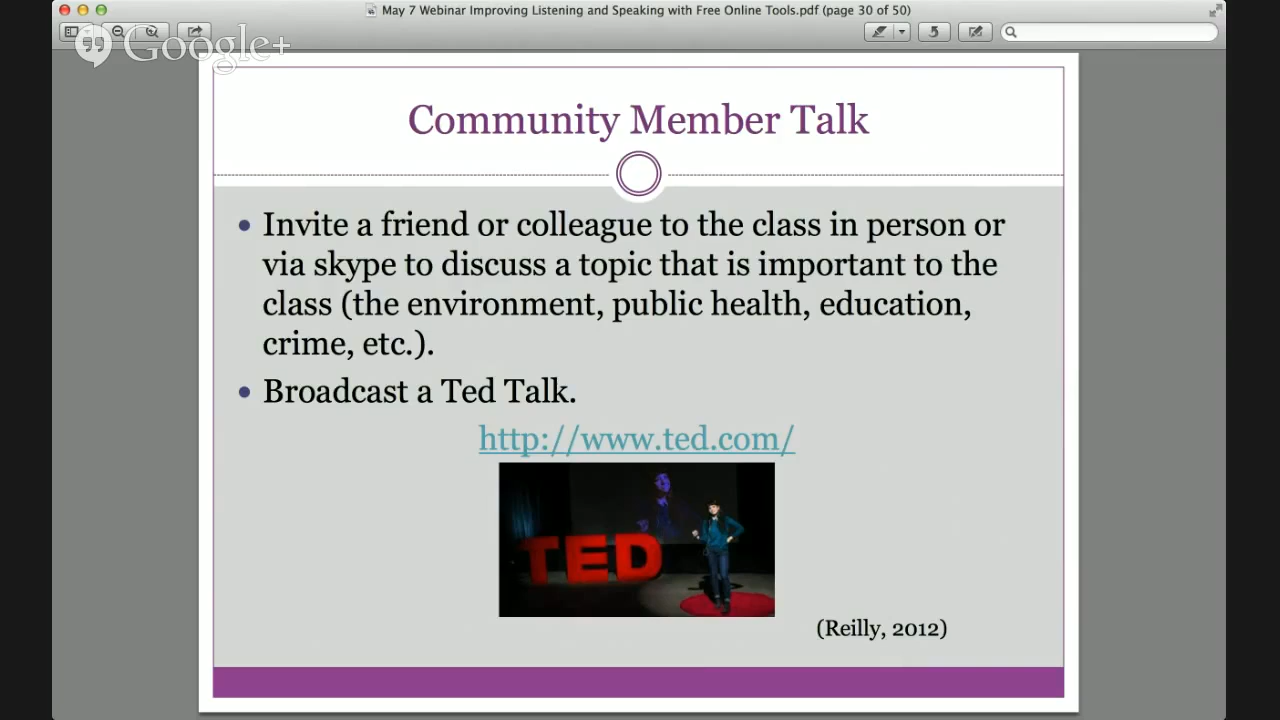 May 7 Webinar Improving Listening and Speaking with Free Online Tools.pdf (page 30 of 50)
Google+
Community Member Talk
• Invite a friend or colleague to the class in person or
via skype to discuss a topic that is important to the
class (the environment, public health, education,
crime, etc.).
• Broadcast a Ted Talk.
http://www.ted.com/
TED
(Reilly, 2012)